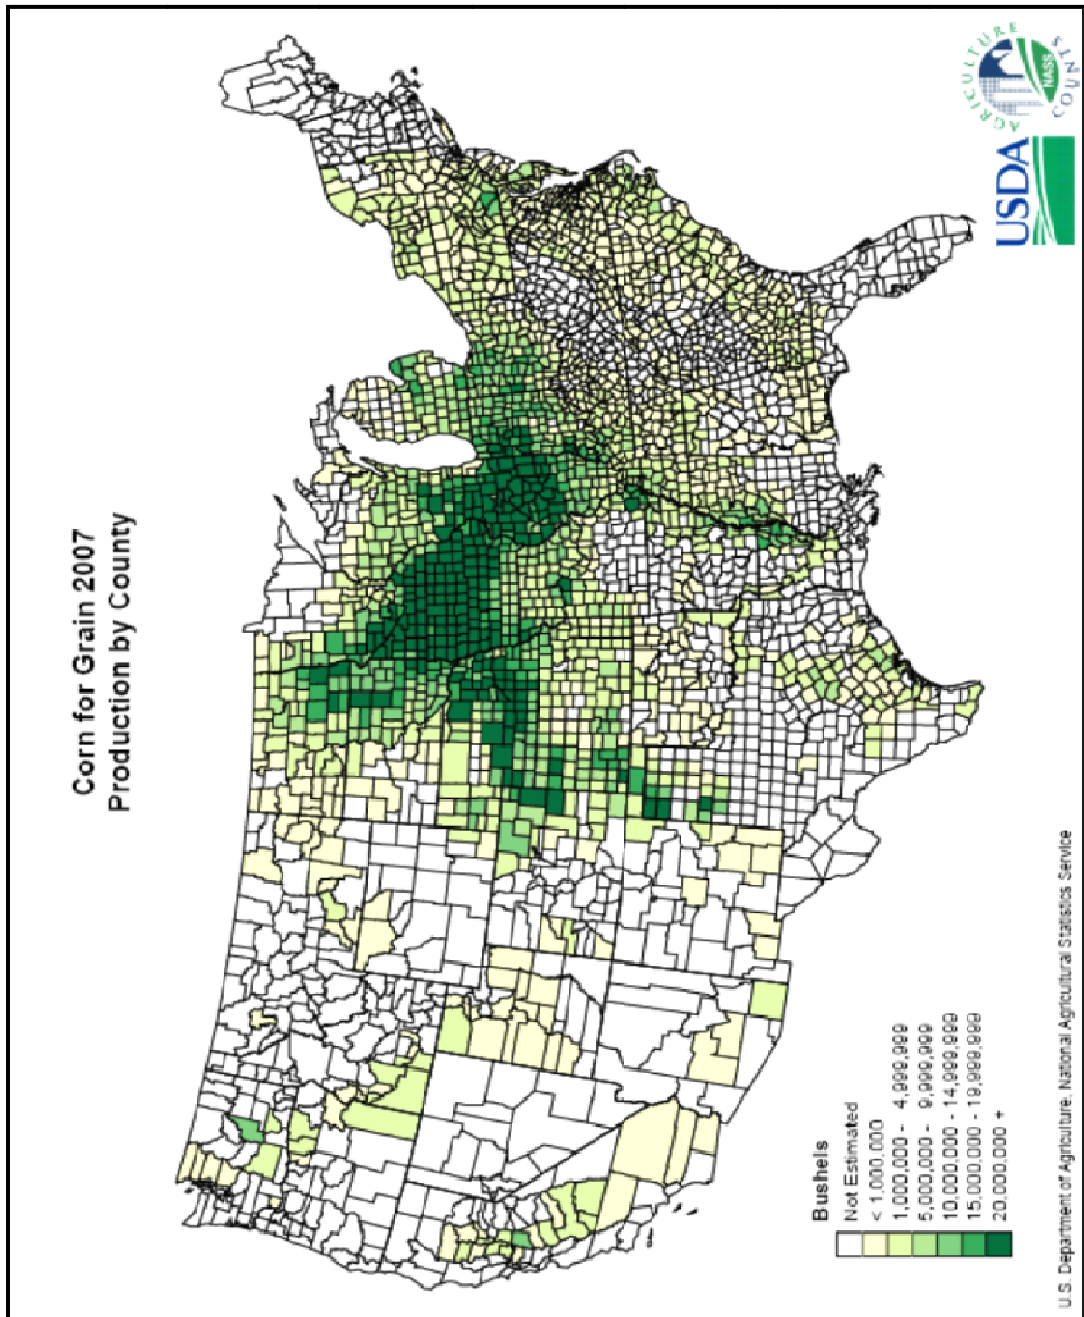 Corn for Grain 2007
Production by County
Bushels
Not Estimated
< 1,000,000
1,000,000 - 4,999,999
5,000,000 - 9,999,999
10,000,000 - 14,999,999
15,000,000 - 19,999,999
20,000,000 +
U.S. Department of Agriculture, National Agricultural Statistics Service
USDA
AGRICULTURE
NASS
COUNTS